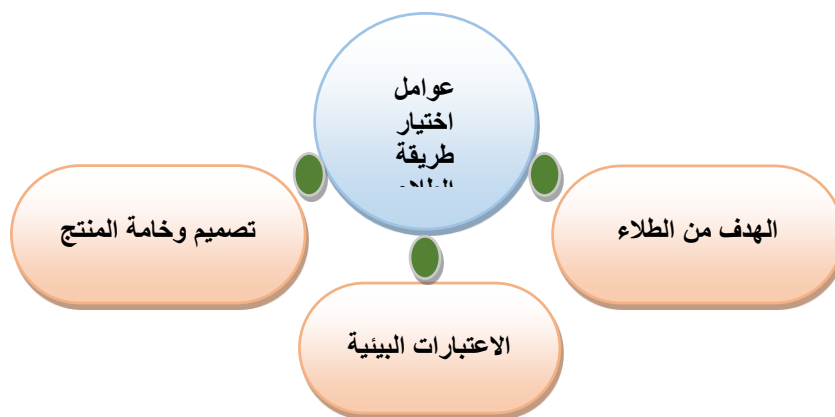 عوامل
اختيار
طريقة
الهدف من الطلاء
تصميم وخامة المنتج
الاعتبارات البيئية